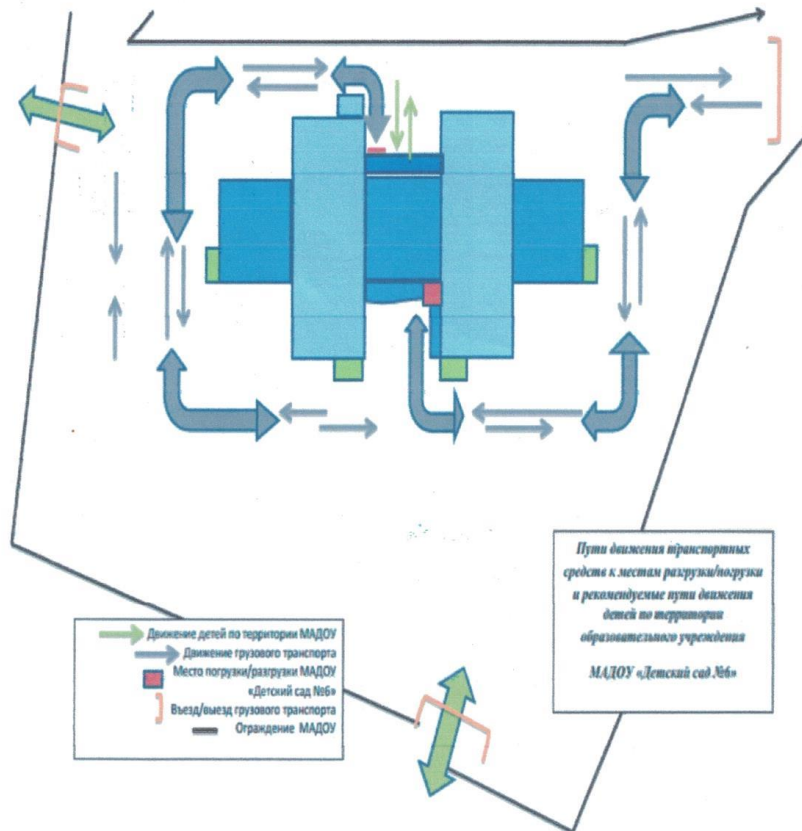 Пути движения транспортных
средств к местам разгрузки/погрузки
и рекомендуемые пути движения
детей по территории
образовательного учреждения
МАДОУ «Детский сад №6»
Движение детей по территории МАДОУ
Движение грузового транспорта
Место погрузки/разгрузки МАДОУ
«Детский сад №6»
Въезд/выезд грузового транспорта
Ограждение МАДОУ